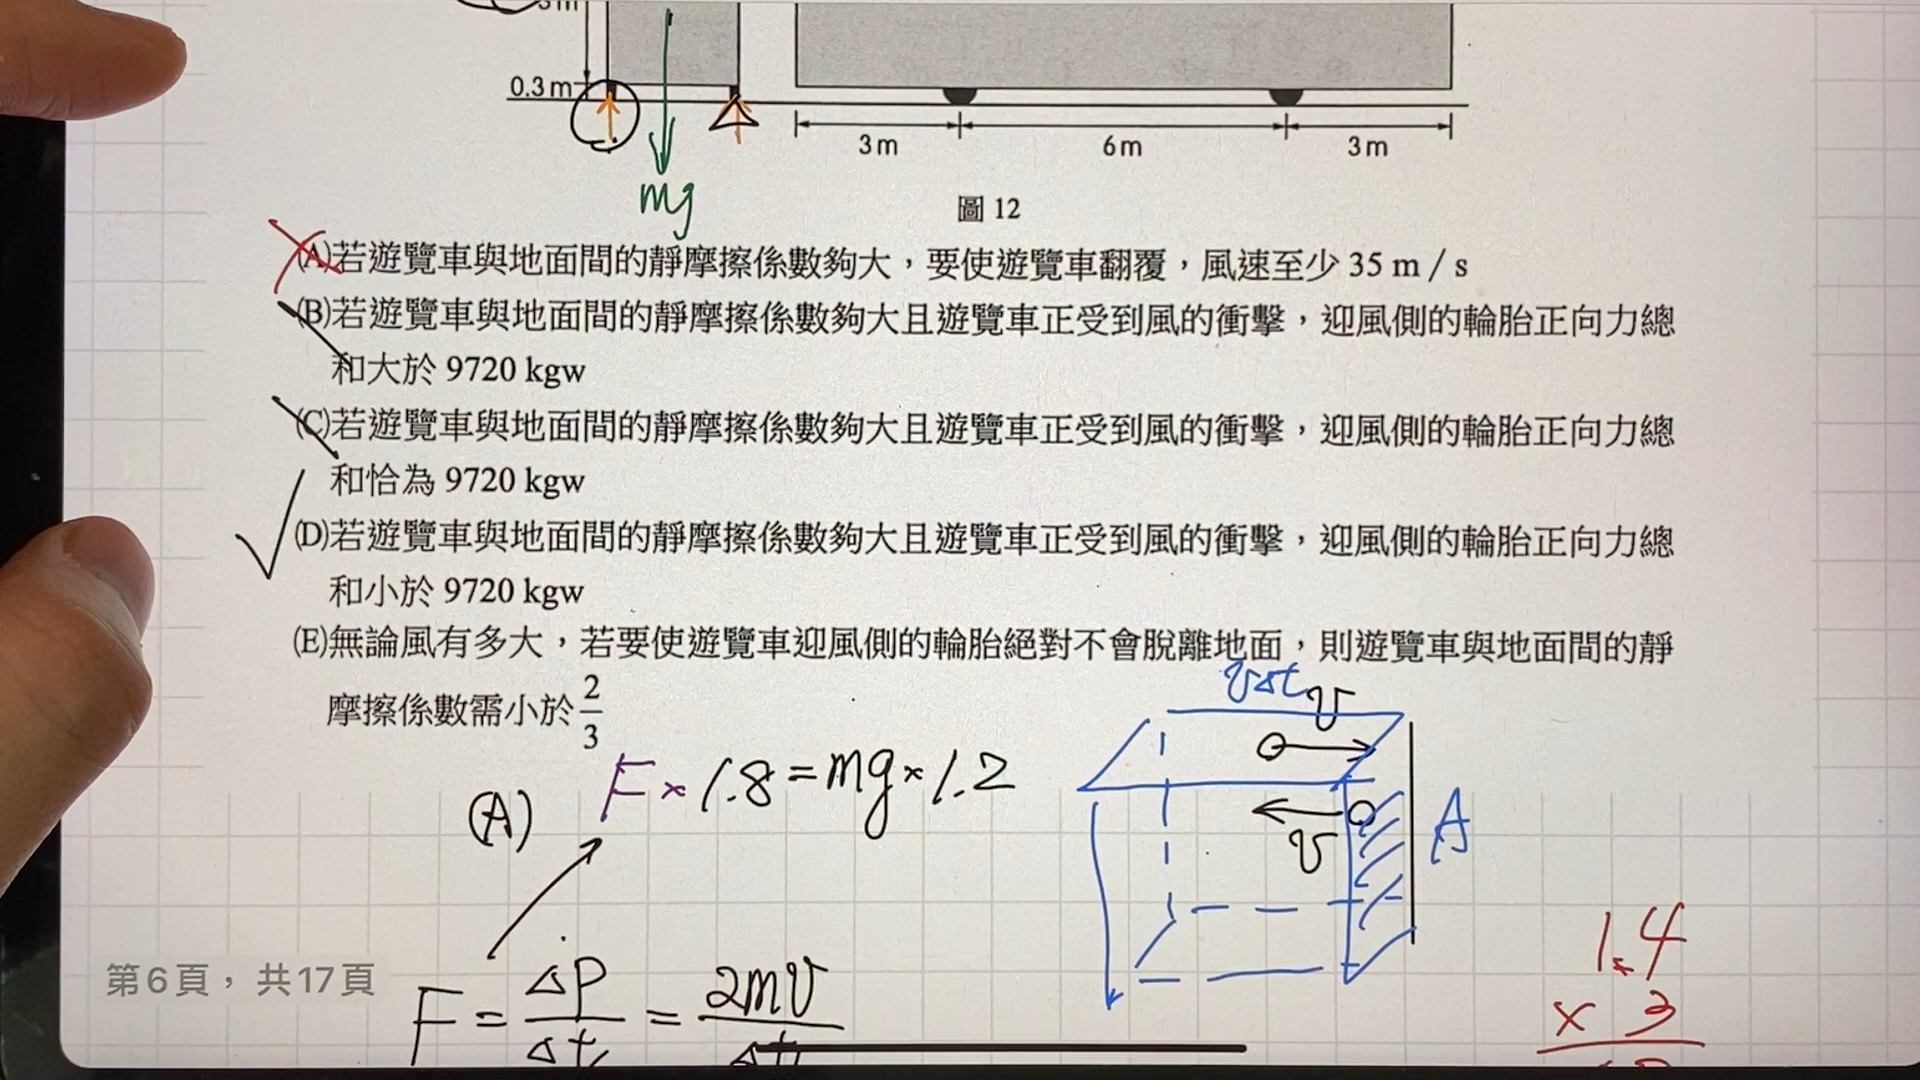 0.3 m
3 m 6 m 3 m
mg
圖 12
(A)若遊覽車與地面間的靜摩擦係數夠大，要使遊覽車翻覆，風速至少 35 m / s
(B)若遊覽車與地面間的靜摩擦係數夠大且遊覽車正受到風的衝擊，迎風側的輪胎正向力總
和大於 9720 kgw
(C)若遊覽車與地面間的靜摩擦係數夠大且遊覽車正受到風的衝擊，迎風側的輪胎正向力總
和恰為 9720 kgw
(D)若遊覽車與地面間的靜摩擦係數夠大且遊覽車正受到風的衝擊，迎風側的輪胎正向力總
和小於 9720 kgw
(E)無論風有多大，若要使遊覽車迎風側的輪胎絕對不會脫離地面，則遊覽車與地面間的靜
摩擦係數需小於 2/3
v△t
v
(A) F × 1.8 = mg × 1.2
v
A
第6頁，共17頁
F = △P/△t = 2mv/△t
1.4
× 3